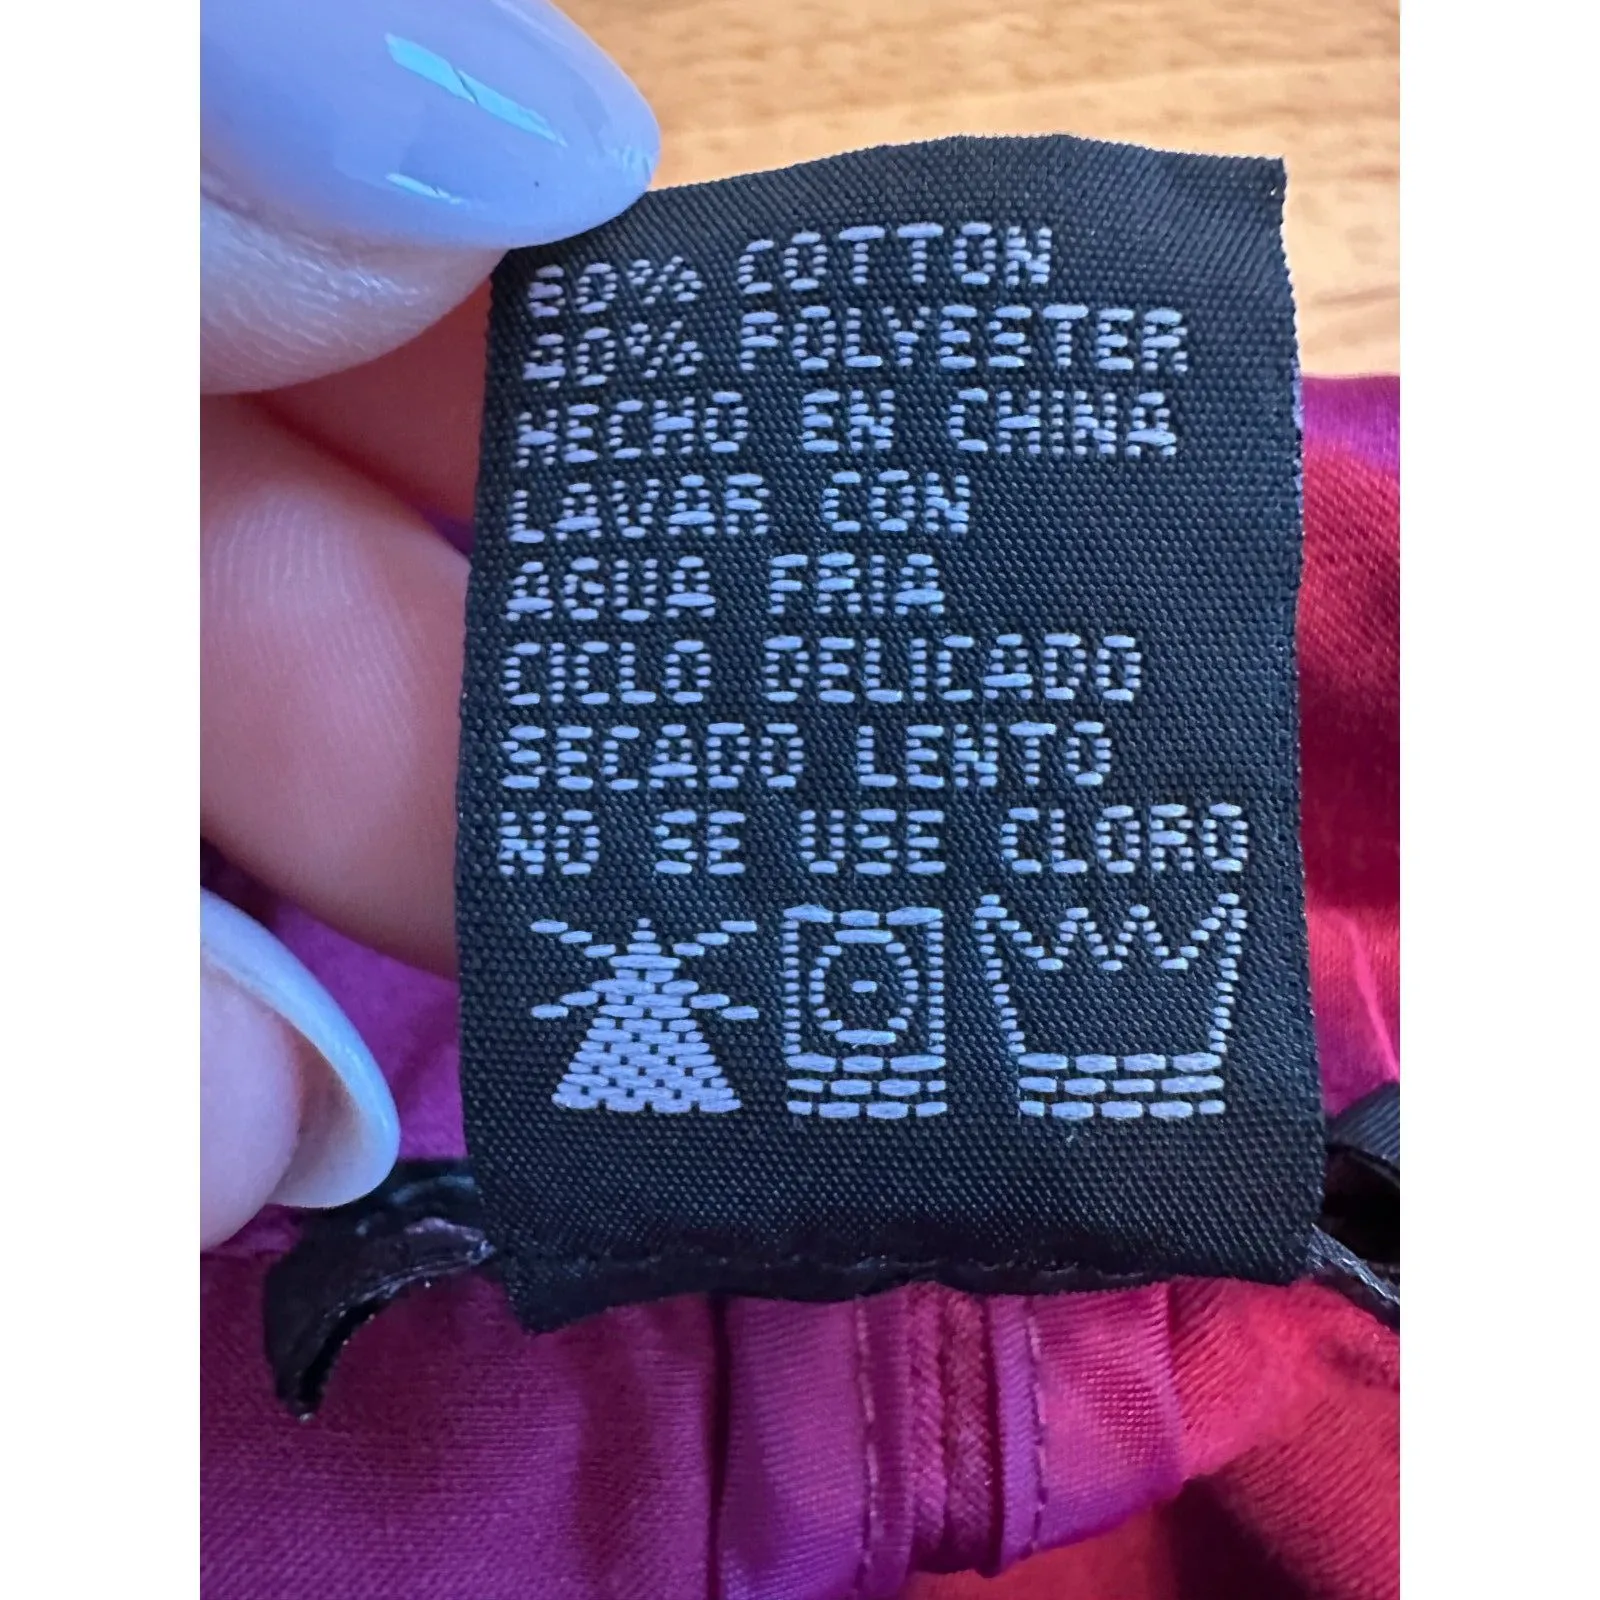 COTTON
POLYESTER
HECHO EN CHINA
LAVAR CON
AGUA FRIA
CICLO DELICADO
SECADO LENTO
NO SE USE CLORO